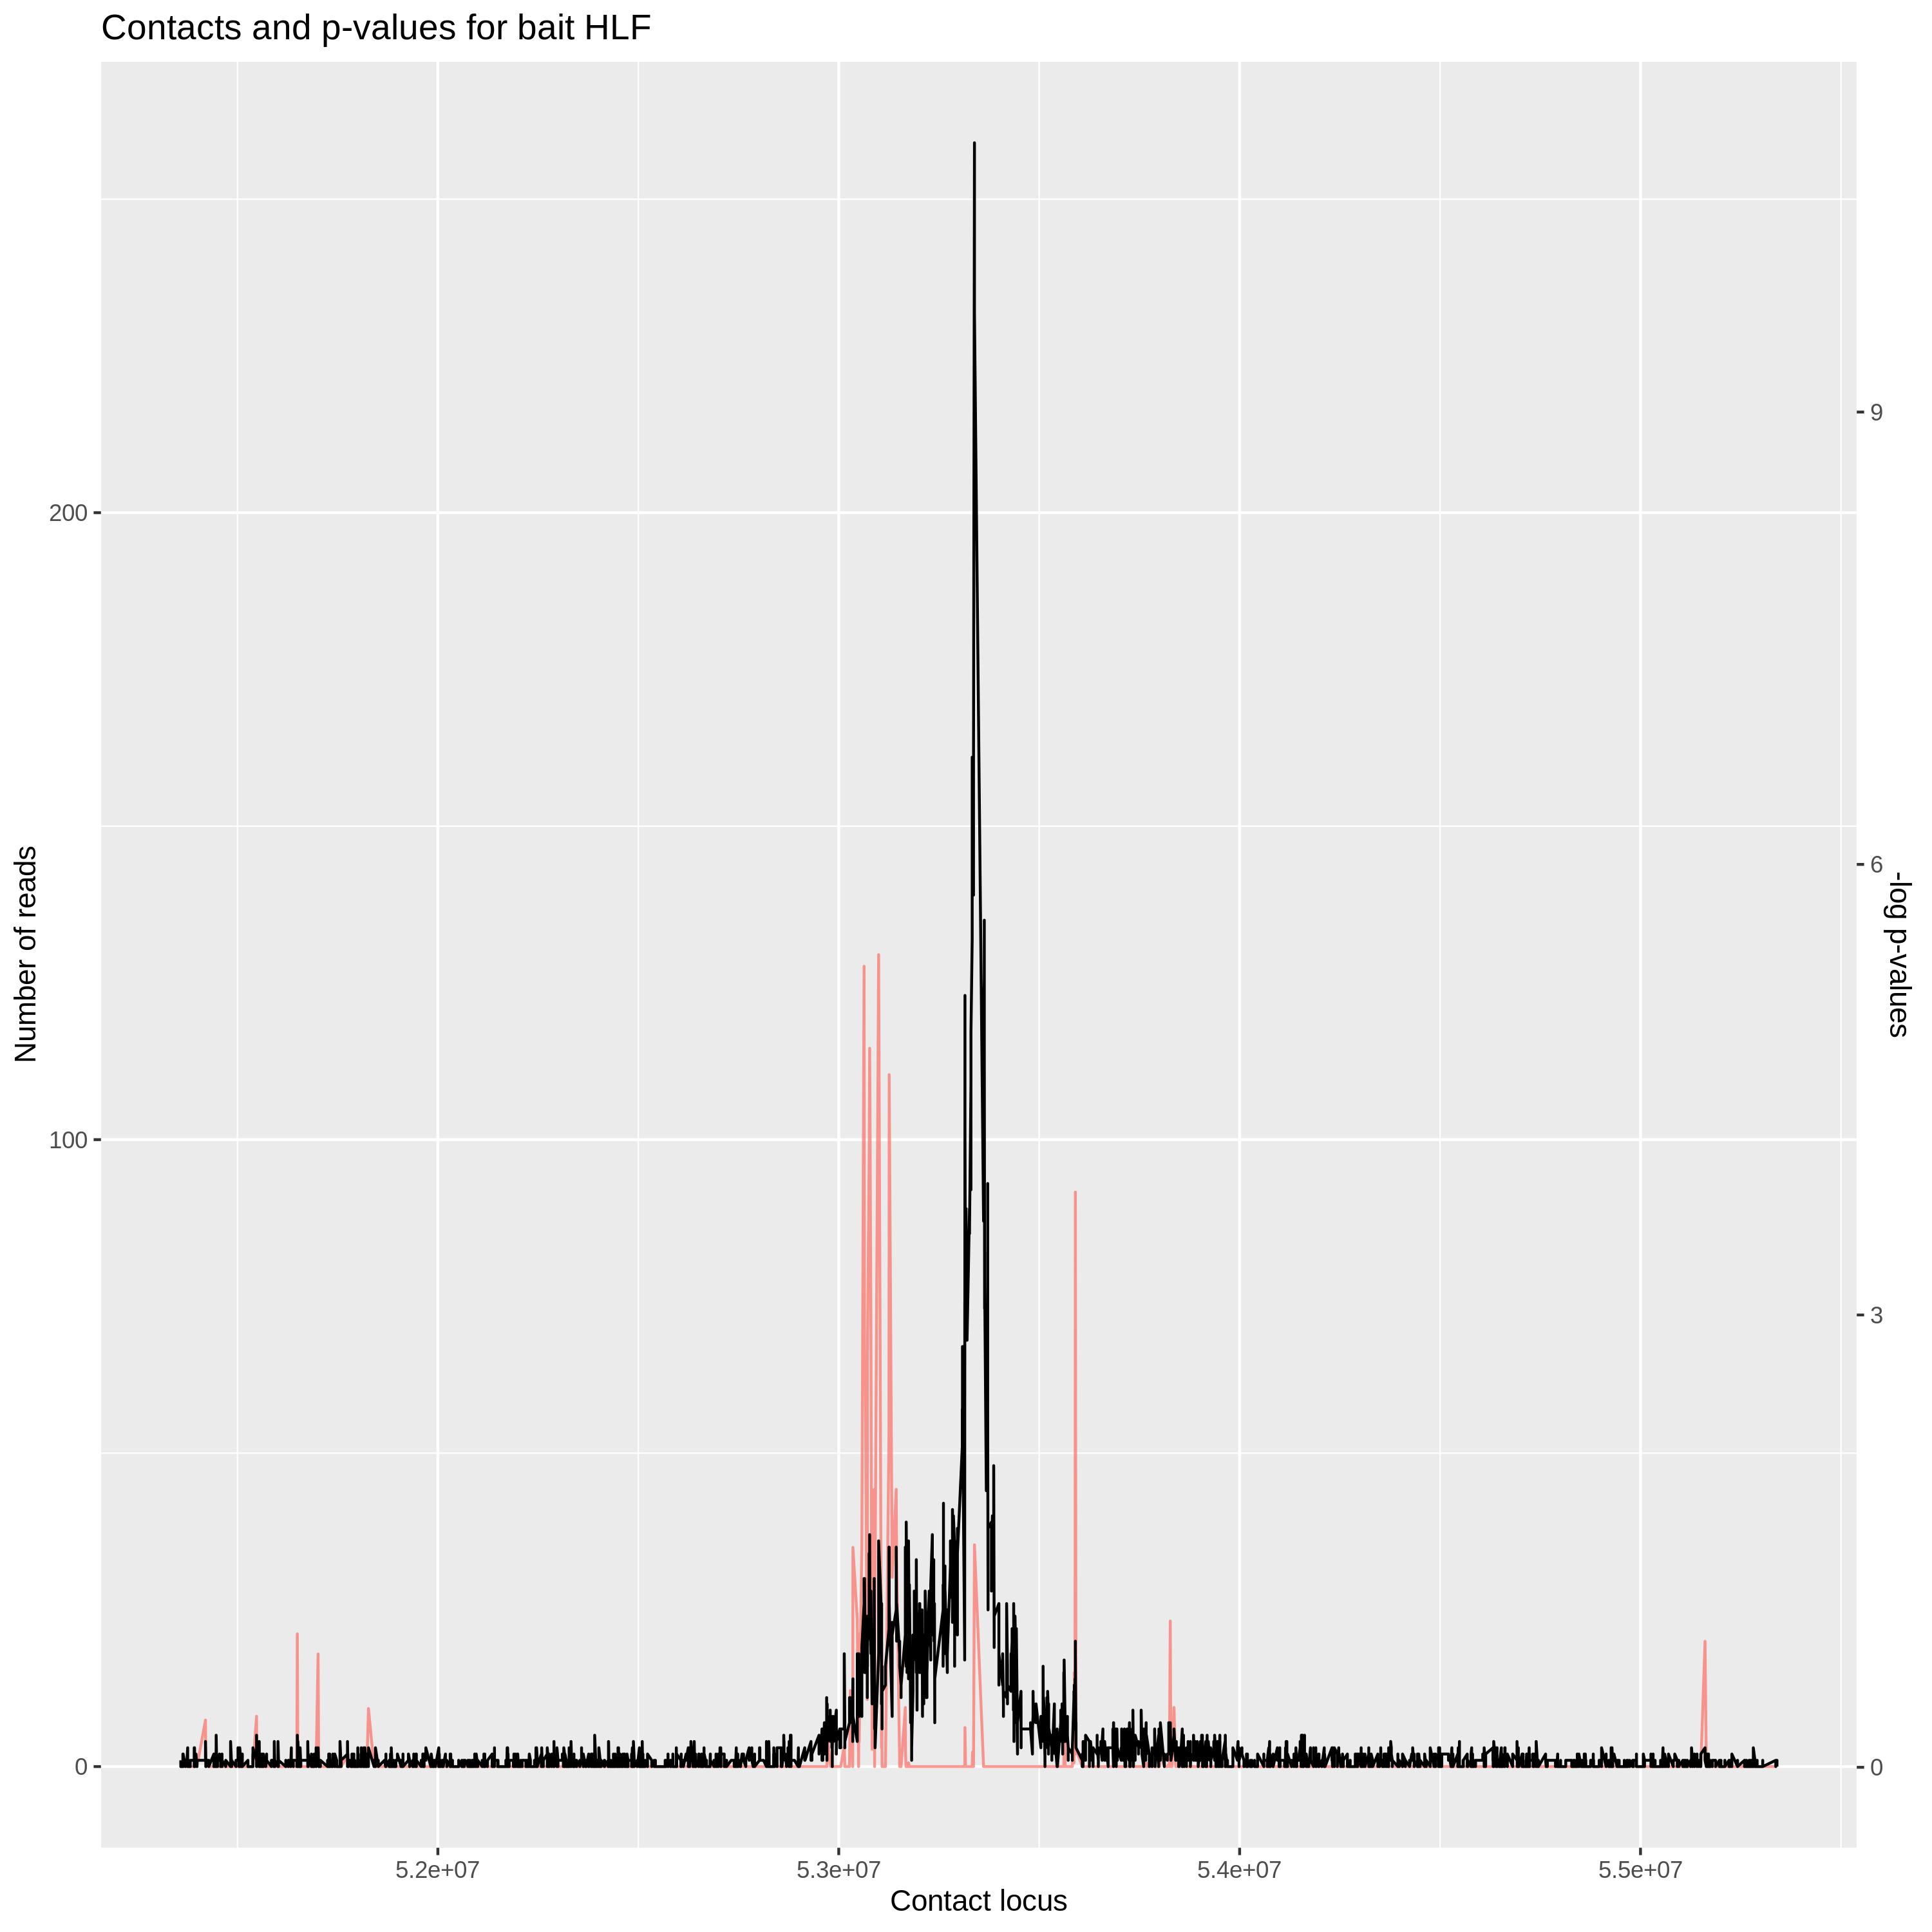 Contacts and p-values for bait HLF
Number of reads
200
100
0
9
6
3
0
-log p-values
5.2e+07
5.3e+07
5.4e+07
5.5e+07
Contact locus